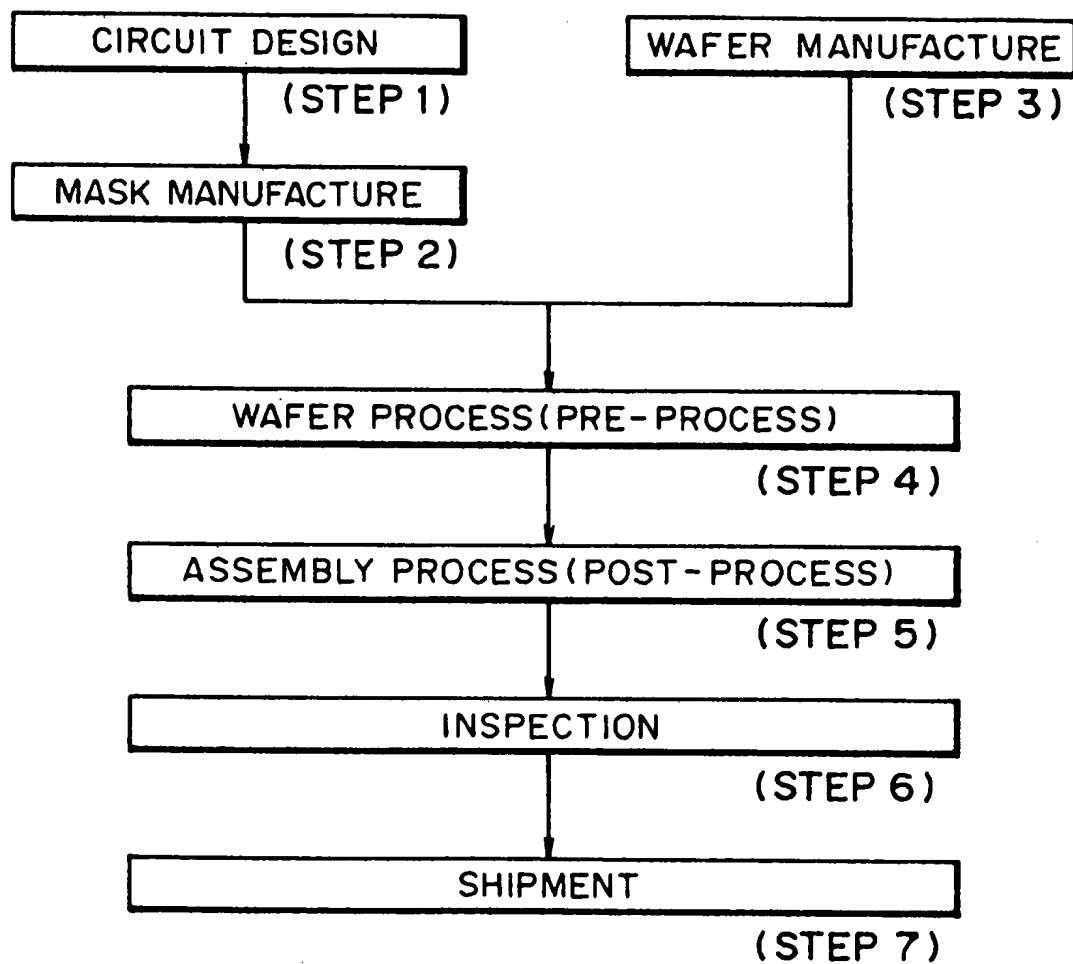 CIRCUIT DESIGN
(STEP 1)
WAFER MANUFACTURE
(STEP 3)
MASK MANUFACTURE
(STEP 2)
WAFER PROCESS(PRE-PROCESS)
(STEP 4)
ASSEMBLY PROCESS(POST-PROCESS)
(STEP 5)
INSPECTION
(STEP 6)
SHIPMENT
(STEP 7)